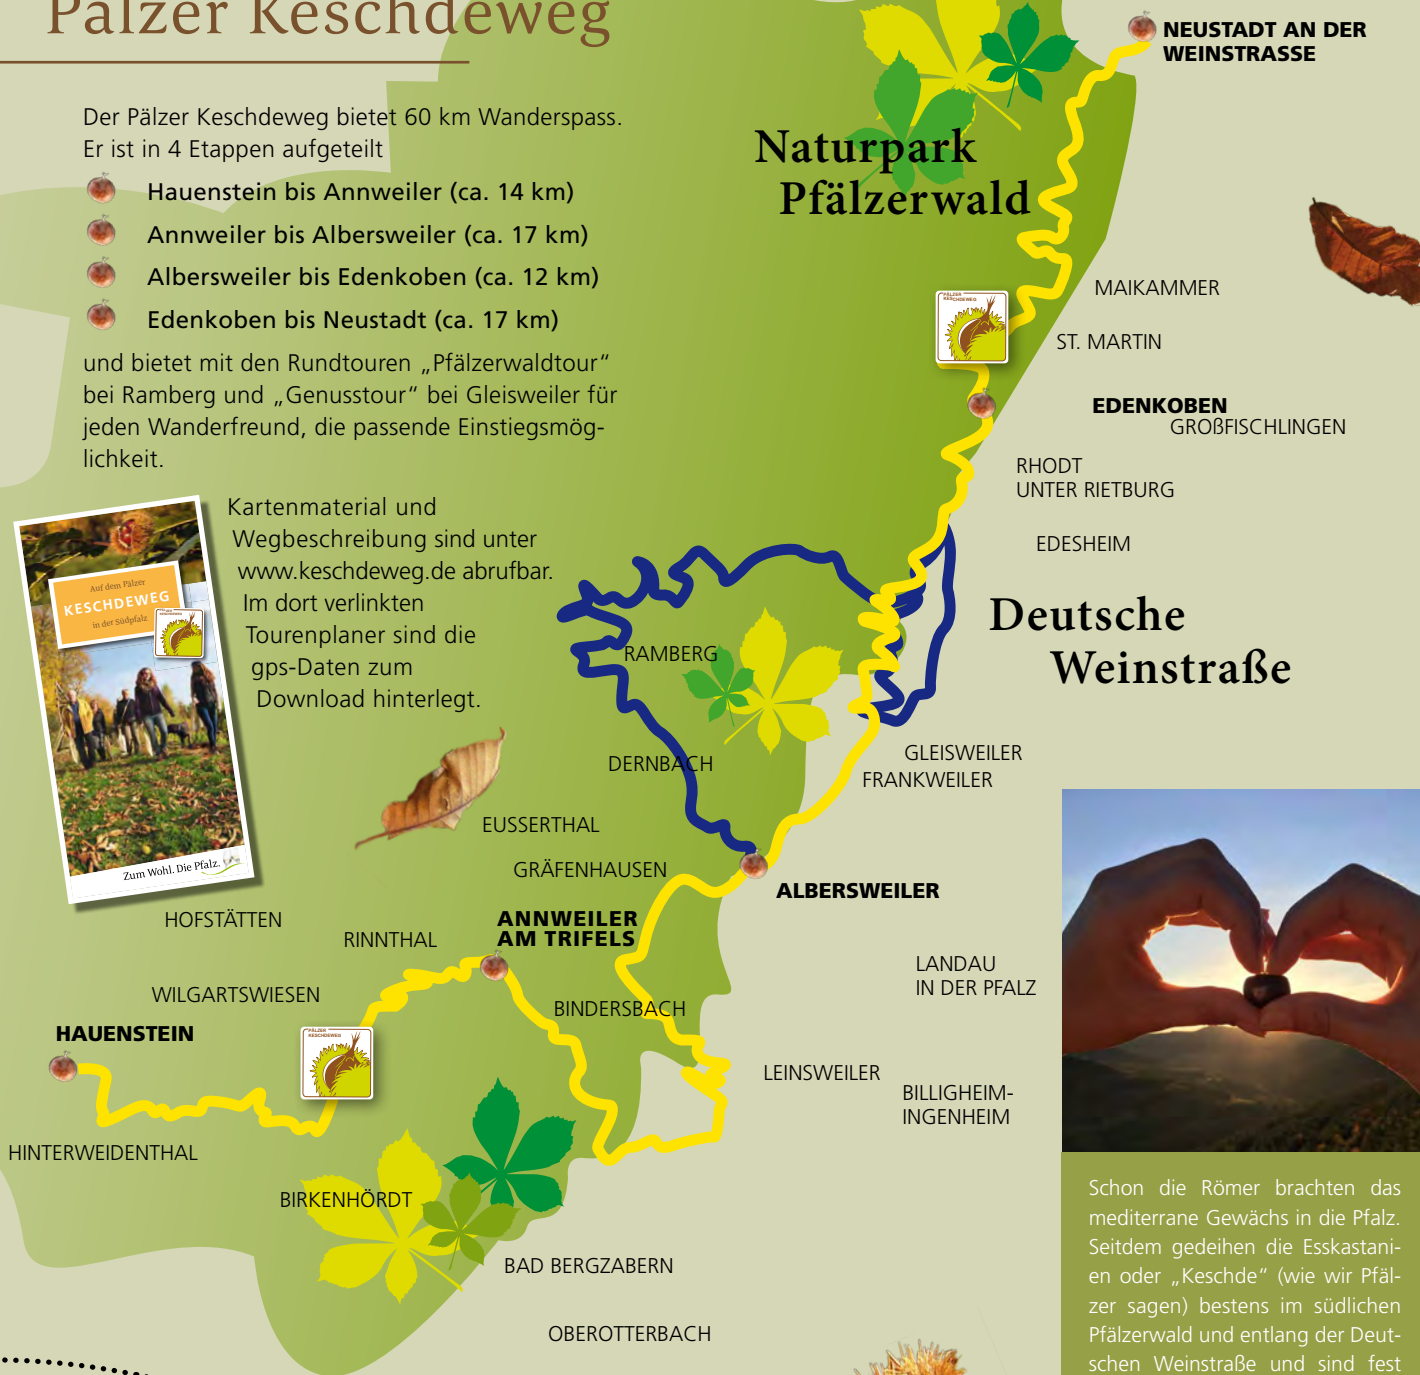 Pälzer Keschdeweg
Der Pälzer Keschdeweg bietet 60 km Wanderspass.
Er ist in 4 Etappen aufgeteilt
Hauenstein bis Annweiler (ca. 14 km)
Annweiler bis Albersweiler (ca. 17 km)
Albersweiler bis Edenkoben (ca. 12 km)
Edenkoben bis Neustadt (ca. 17 km)
und bietet mit den Rundtouren „Pfälzerwaldtour“
bei Ramberg und „Genusstour“ bei Gleisweiler für
jeden Wanderfreund, die passende Einstiegsmög-
lichkeit.
Kartenmaterial und
Wegbeschreibung sind unter
www.keschdeweg.de abrufbar.
Im dort verlinkten
Tourenplaner sind die
gps-Daten zum
Download hinterlegt.
Auf dem Pälzer
KESCHDEWEG
in der Südpfalz
PÄLZER
KESCHDEWEG
Zum Wohl. Die Pfalz.
NEUSTADT AN DER
WEINSTRASSE
Naturpark
Pfälzerwald
MAIKAMMER
PÄLZER
KESCHDEWEG
ST. MARTIN
EDENKOBEN
GROßFISCHLINGEN
RHODT
UNTER RIETBURG
EDESHEIM
Deutsche
Weinstraße
RAMBERG
DERNBACH
GLEISWEILER
FRANKWEILER
EUSSERTHAL
GRÄFENHAUSEN
ALBERSWEILER
HOFSTÄTTEN
RINNTHAL
ANNWEILER
AM TRIFELS
LANDAU
IN DER PFALZ
WILGARTSWIESEN
BINDERSBACH
HAUENSTEIN
PÄLZER
KESCHDEWEG
LEINSWEILER
BILLIGHEIM-
INGENHEIM
HINTERWEIDENTHAL
BIRKENHÖRDT
BAD BERGZABERN
OBEROTTERBACH
Schon die Römer brachten das
mediterrane Gewächs in die Pfalz.
Seitdem gedeihen die Esskastani-
en oder „Keschde“ (wie wir Pfäl-
zer sagen) bestens im südlichen
Pfälzerwald und entlang der Deut-
schen Weinstraße und sind fest